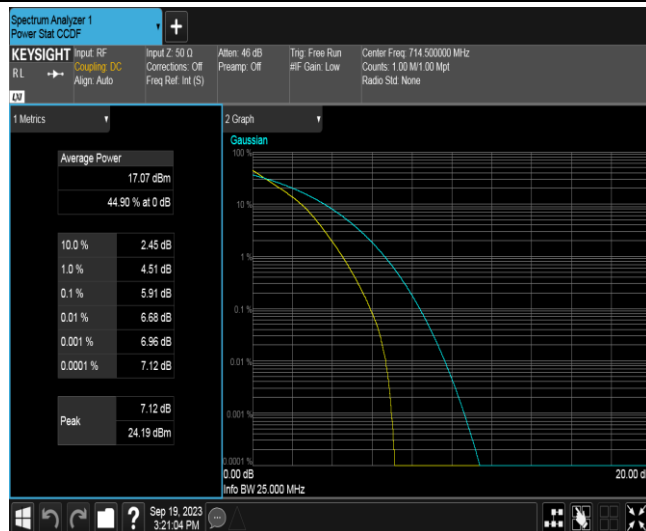 Spectrum Analyzer 1
Power Stat CCDF
+
KEYSIGHT
RL
Input: RF
Coupling: DC
Align: Auto
Input Z: 50 Ω
Corrections: Off
Freq Ref: Int (S)
Atten: 46 dB
Preamp: Off
Trig: Free Run
#IF Gain: Low
Center Freq: 714.500000 MHz
Counts: 1.00 M/1.00 Mpt
Radio Std: None
LXI
1 Metrics
Average Power
17.07 dBm
44.90 % at 0 dB
10.0 % 2.45 dB
1.0 % 4.51 dB
0.1 % 5.91 dB
0.01 % 6.68 dB
0.001 % 6.96 dB
0.0001 % 7.12 dB
Peak
7.12 dB
24.19 dBm
2 Graph
Gaussian
100 %
10 %
1 %
0.1 %
0.01 %
0.001 %
0.0001 %
0.00 dB
20.00 d
Info BW 25.000 MHz
?
Sep 19, 2023
3:21:04 PM